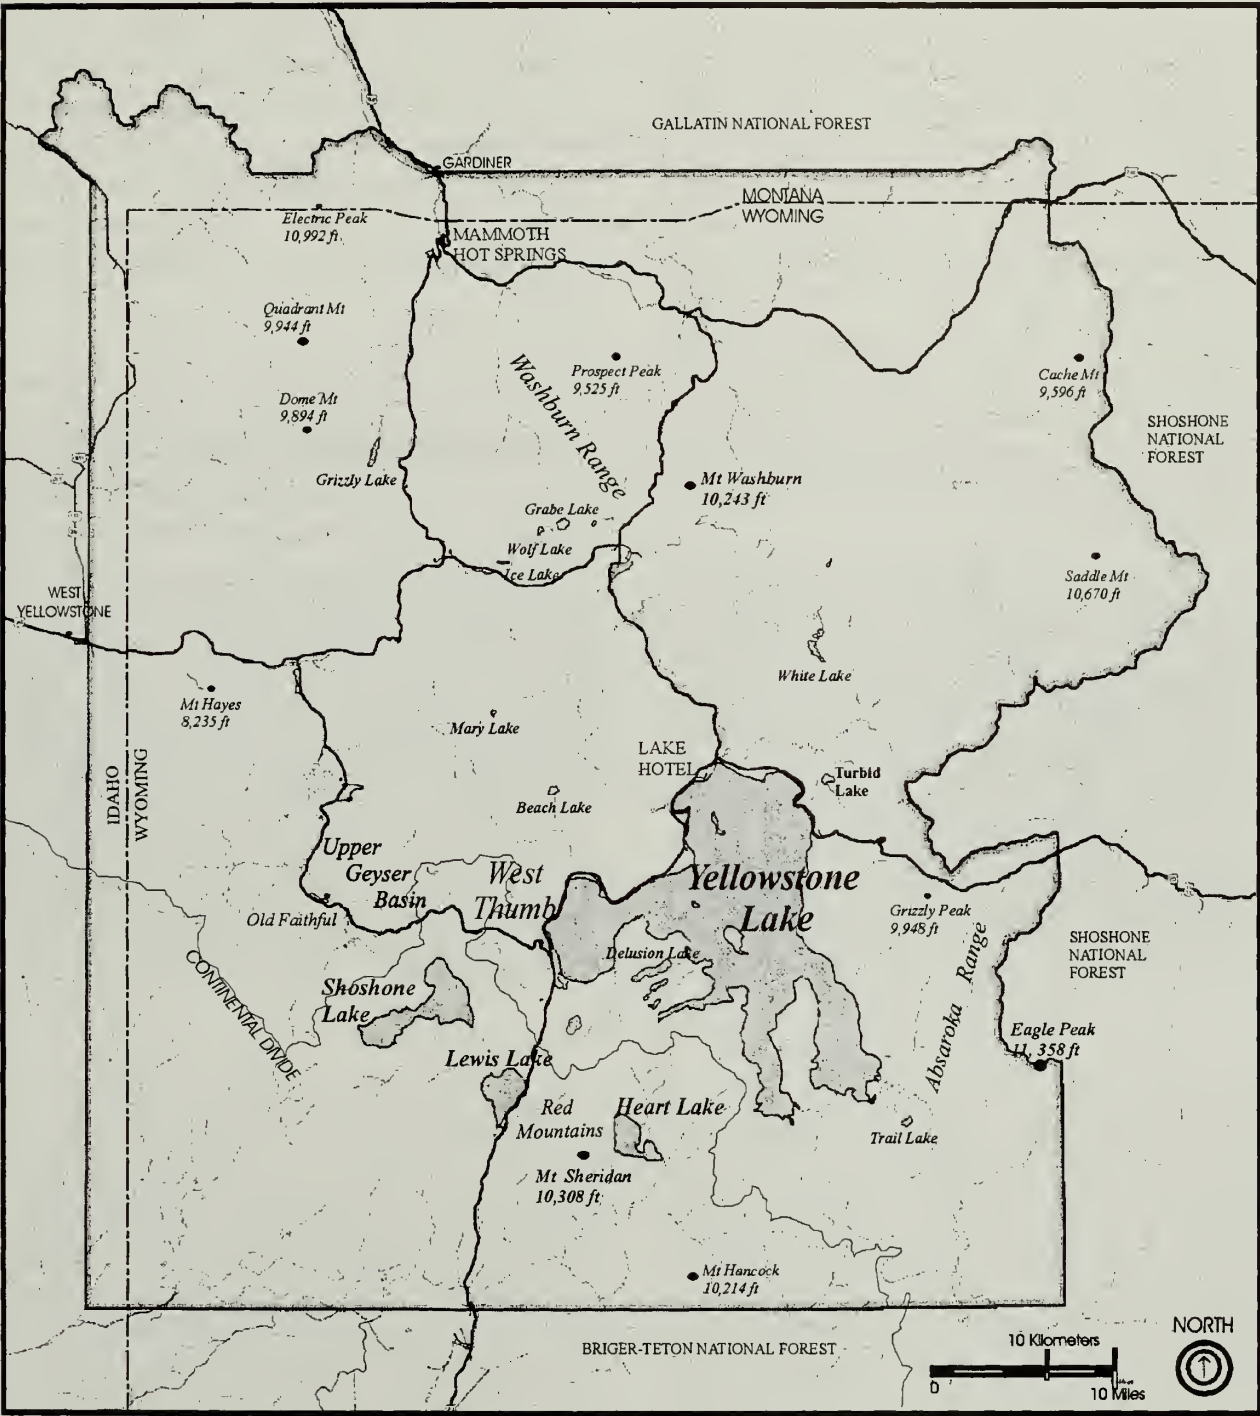 GALLATIN NATIONAL FOREST
GARDINER
MONTANA
WYOMING
Electric Peak
10,992 ft.
MAMMOTH
HOT SPRINGS
Quadrant Mt
9,944 ft
Prospect Peak
9,525 ft
Washburn Range
Cache Mt
9,596 ft
Dome Mt
9,894 ft
SHOSHONE
NATIONAL
FOREST
Grizzly Lake
Mt Washburn
10,243 ft
Grabe Lake
Wolf Lake
Ice Lake
Saddle Mt
10,670 ft
WEST
YELLOWSTONE
White Lake
Mt Hayes
8,235 ft
Mary Lake
LAKE
HOTEL
IDAHO
WYOMING
Turbid
Lake
Beach Lake
Upper
Geyser
Basin
West
Thumb
Yellowstone
Lake
Old Faithful
Grizzly Peak
9,948 ft
Delusion Lake
Absaroka Range
SHOSHONE
NATIONAL
FOREST
CONTINENTAL DIVIDE
Shoshone
Lake
Eagle Peak
11, 358 ft
Lewis Lake
Red
Mountains
Heart Lake
Trail Lake
Mt Sheridan
10,308 ft
Mt Hancock
10,214 ft
BRIGER-TETON NATIONAL FOREST
10 Kilometers
0
10 Miles
NORTH